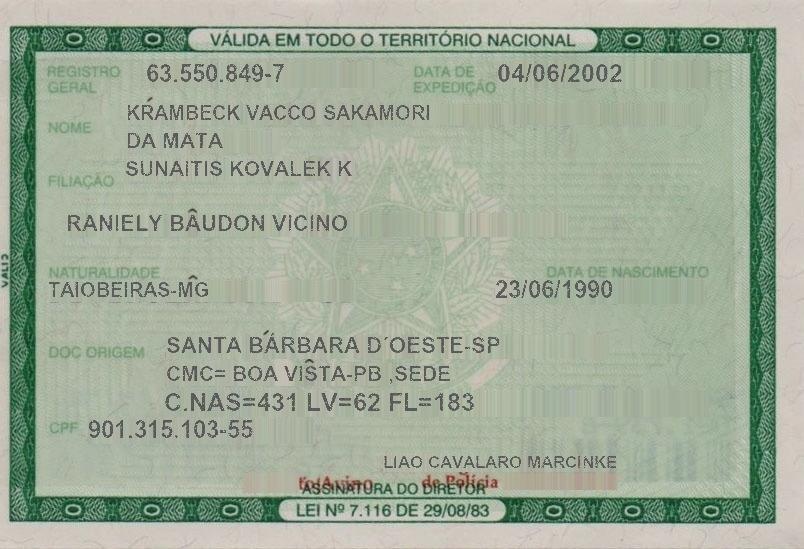 VÁLIDA EM TODO O TERRITÓRIO NACIONAL
REGISTRO GERAL 63.550.849-7 DATA DE EXPEDIÇÃO 04/06/2002
NOME KŔAMBECK VACCO SAKAMORI
DA MATA
FILIAÇÃO SUNAITIS KOVALEK K
RANIELY BÂUDON VICINO
NATURALIDADE DATA DE NASCIMENTO
TAIOBEIRAS-MĜ 23/06/1990
DOC ORIGEM SANTA BÁRBARA D´OESTE-SP
CMC= BOA VIŜTA-PB ,SEDE
C.NAS=431 LV=62 FL=183
CPF 901.315.103-55
LIAO CAVALARO MARCINKE
de Polícia
ASSINATURA DO DIRETOR
LEI Nº 7.116 DE 29/08/83